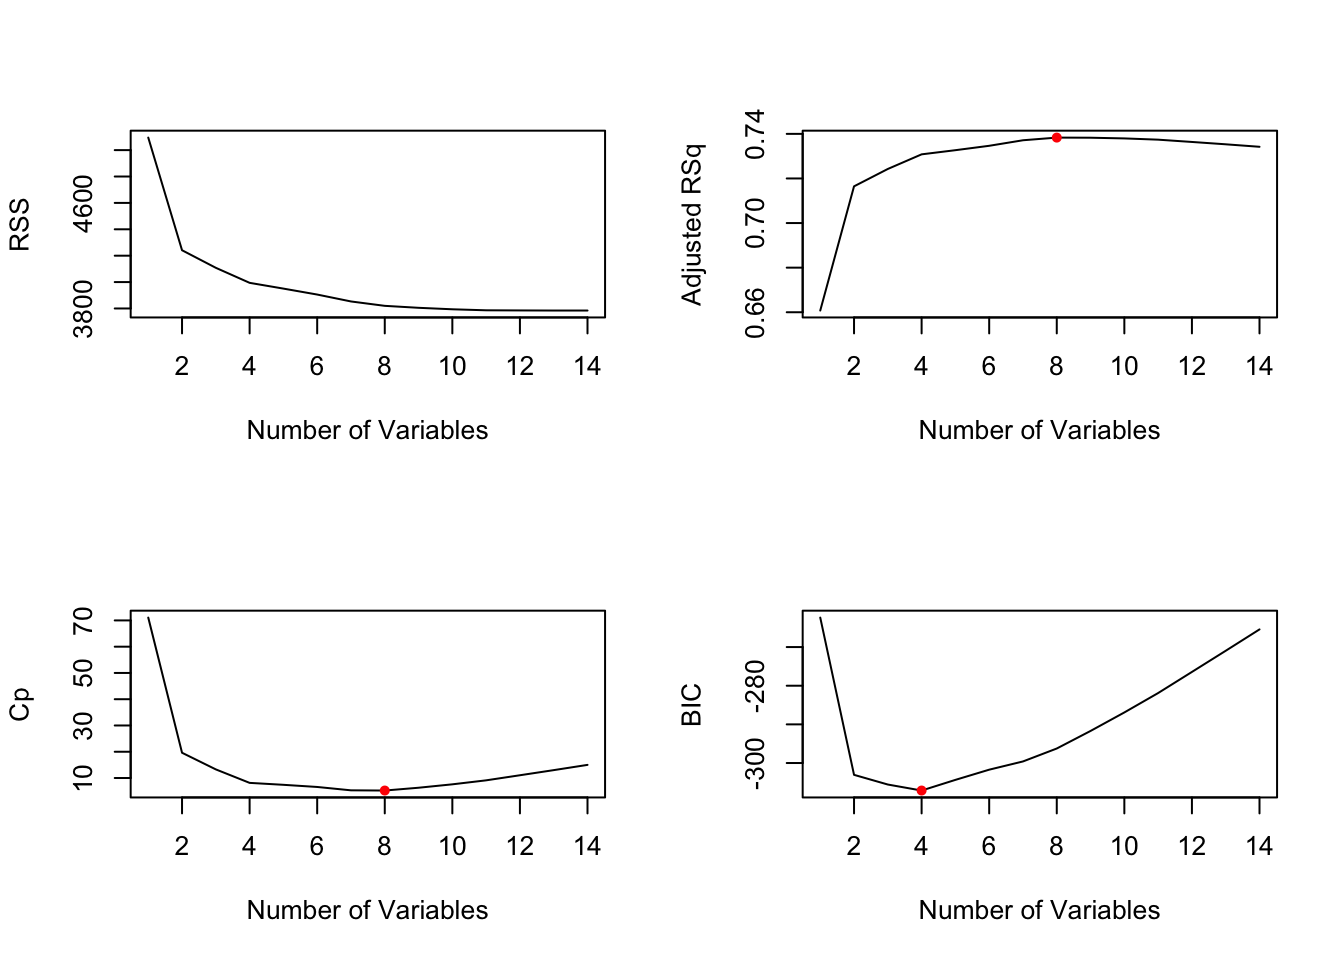 RSS
4600
3800
2 4 6 8 10 12 14
Number of Variables
Adjusted RSq
0.74
0.70
0.66
2 4 6 8 10 12 14
Number of Variables
Cp
70
50
30
10
2 4 6 8 10 12 14
Number of Variables
BIC
-280
-300
2 4 6 8 10 12 14
Number of Variables